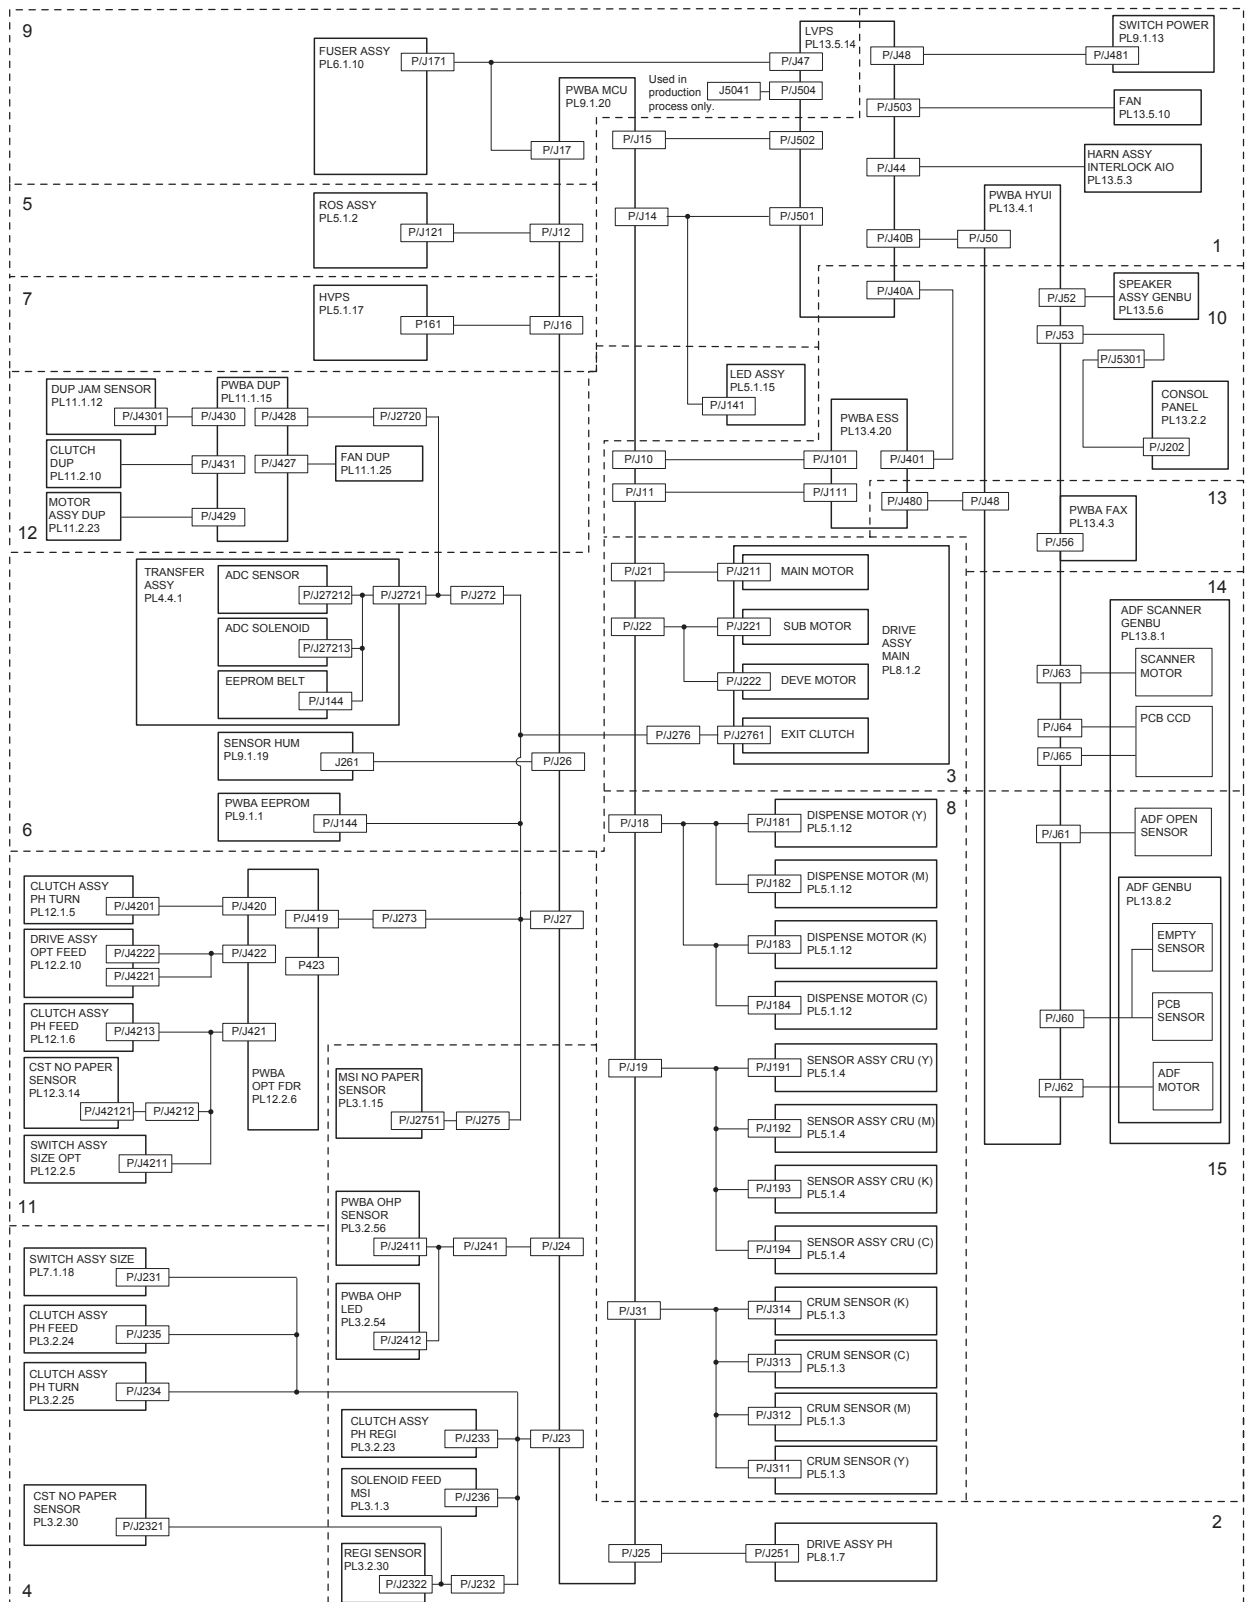 9
FUSER ASSY
PL6.1.10
P/J171
P/J17
PWBA MCU
PL9.1.20
Used in
production
process only.
J5041
LVPS
PL13.5.14
P/J47
P/J504
P/J502
P/J501
P/J15
P/J14
P/J48
P/J503
P/J44
P/J40B
P/J40A
SWITCH POWER
PL9.1.13
P/J481
FAN
PL13.5.10
HARN ASSY
INTERLOCK AIO
PL13.5.3
PWBA HYUI
PL13.4.1
P/J50
1
5
ROS ASSY
PL5.1.2
P/J121
P/J12
7
HVPS
PL5.1.17
P161
P/J16
P/J52
SPEAKER
ASSY GENBU
PL13.5.6
10
P/J53
P/J5301
CONSOL
PANEL
PL13.2.2
P/J202
LED ASSY
PL5.1.15
P/J141
PWBA ESS
PL13.4.20
P/J10
P/J101
P/J401
P/J11
P/J111
P/J480
P/J48
13
PWBA FAX
PL13.4.3
P/J56
DUP JAM SENSOR
PL11.1.12
P/J4301
PWBA DUP
PL11.1.15
P/J430
P/J428
P/J2720
CLUTCH
DUP
PL11.2.10
P/J431
P/J427
FAN DUP
PL11.1.25
MOTOR
ASSY DUP
PL11.2.23
P/J429
12
TRANSFER
ASSY
PL4.4.1
ADC SENSOR
P/J27212
P/J2721
P/J272
ADC SOLENOID
P/J27213
EEPROM BELT
P/J144
SENSOR HUM
PL9.1.19
J261
P/J26
PWBA EEPROM
PL9.1.1
P/J144
6
P/J21
P/J211
MAIN MOTOR
P/J22
P/J221
SUB MOTOR
P/J222
DEVE MOTOR
DRIVE
ASSY
MAIN
PL8.1.2
P/J276
P/J2761
EXIT CLUTCH
3
14
ADF SCANNER
GENBU
PL13.8.1
P/J63
SCANNER
MOTOR
P/J64
PCB CCD
P/J65
P/J61
ADF OPEN
SENSOR
ADF GENBU
PL13.8.2
EMPTY
SENSOR
P/J60
PCB
SENSOR
P/J62
ADF
MOTOR
15
8
P/J18
P/J181
DISPENSE MOTOR (Y)
PL5.1.12
P/J182
DISPENSE MOTOR (M)
PL5.1.12
P/J183
DISPENSE MOTOR (K)
PL5.1.12
P/J184
DISPENSE MOTOR (C)
PL5.1.12
P/J19
P/J191
SENSOR ASSY CRU (Y)
PL5.1.4
P/J192
SENSOR ASSY CRU (M)
PL5.1.4
P/J193
SENSOR ASSY CRU (K)
PL5.1.4
P/J194
SENSOR ASSY CRU (C)
PL5.1.4
P/J31
P/J314
CRUM SENSOR (K)
PL5.1.3
P/J313
CRUM SENSOR (C)
PL5.1.3
P/J312
CRUM SENSOR (M)
PL5.1.3
P/J311
CRUM SENSOR (Y)
PL5.1.3
CLUTCH ASSY
PH TURN
PL12.1.5
P/J4201
P/J420
P/J419
P/J273
P/J27
DRIVE ASSY
OPT FEED
PL12.2.10
P/J4222
P/J4221
P/J422
P423
CLUTCH ASSY
PH FEED
PL12.1.6
P/J4213
P/J421
CST NO PAPER
SENSOR
PL12.3.14
P/J42121
P/J4212
PWBA
OPT FDR
PL12.2.6
SWITCH ASSY
SIZE OPT
PL12.2.5
P/J4211
11
MSI NO PAPER
SENSOR
PL3.1.15
P/J2751
P/J275
PWBA OHP
SENSOR
PL3.2.56
P/J2411
P/J241
P/J24
PWBA OHP
LED
PL3.2.54
P/J2412
SWITCH ASSY SIZE
PL7.1.18
P/J231
CLUTCH ASSY
PH FEED
PL3.2.24
P/J235
CLUTCH ASSY
PH TURN
PL3.2.25
P/J234
CLUTCH ASSY
PH REGI
PL3.2.23
P/J233
P/J23
SOLENOID FEED
MSI
PL3.1.3
P/J236
CST NO PAPER
SENSOR
PL3.2.30
P/J2321
REGI SENSOR
PL3.2.30
P/J2322
P/J232
4
P/J25
P/J251
DRIVE ASSY PH
PL8.1.7
2